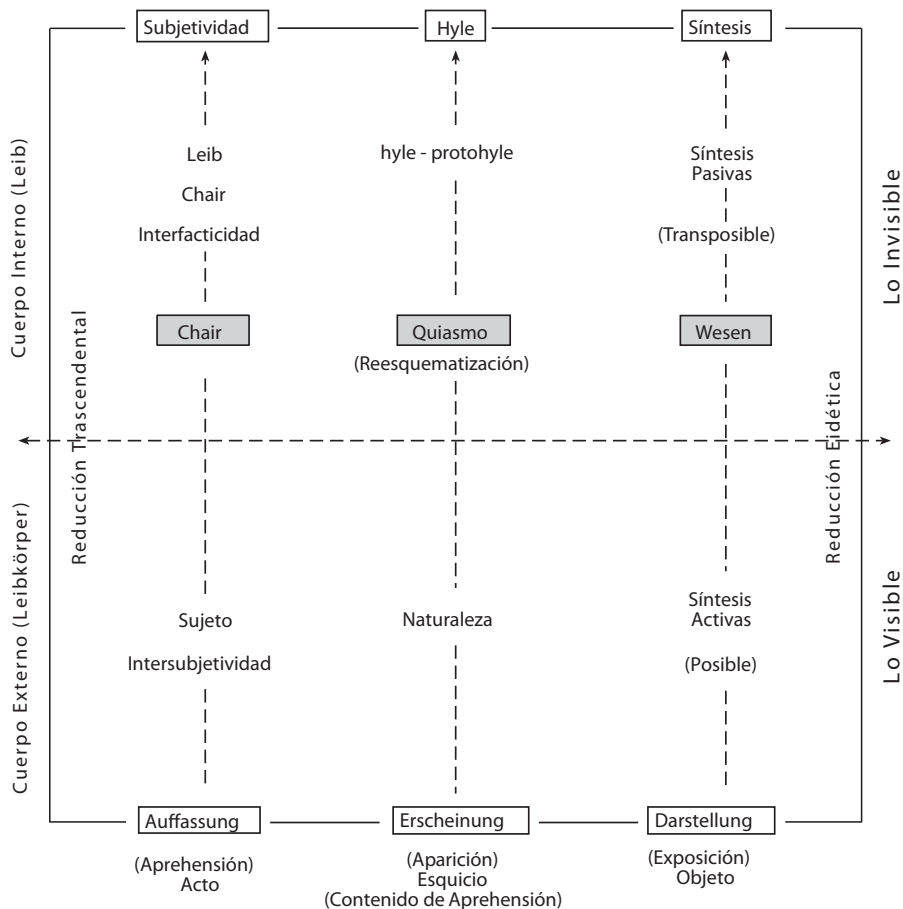 Subjetividad
Hyle
Síntesis
Leib
hyle - protohyle
Síntesis
Pasivas
Chair
Interfacticidad
(Transposible)
Chair
Quiasmo
Wesen
(Reesquematización)
Cuerpo Interno (Leib)
Reducción Trascendental
Reducción Eidética
Lo Invisible
Cuerpo Externo (Leibkörper)
Lo Visible
Sujeto
Naturaleza
Síntesis
Activas
Intersubjetividad
(Posible)
Auffassung
Erscheinung
Darstellung
(Aprehensión)
Acto
(Aparición)
Esquicio
(Contenido de Aprehensión)
(Exposición)
Objeto